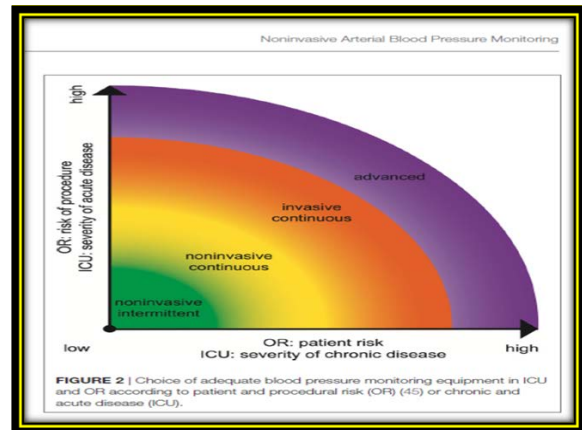 Noninvasive Arterial Blood Pressure Monitoring
high
OR: risk of procedure
ICU: severity of acute disease
advanced
invasive
continuous
noninvasive
continuous
noninvasive
intermittent
low
OR: patient risk
ICU: severity of chronic disease
high
FIGURE 2 | Choice of adequate blood pressure monitoring equipment in ICU
and OR according to patient and procedural risk (OR) (45) or chronic and
acute disease (ICU).